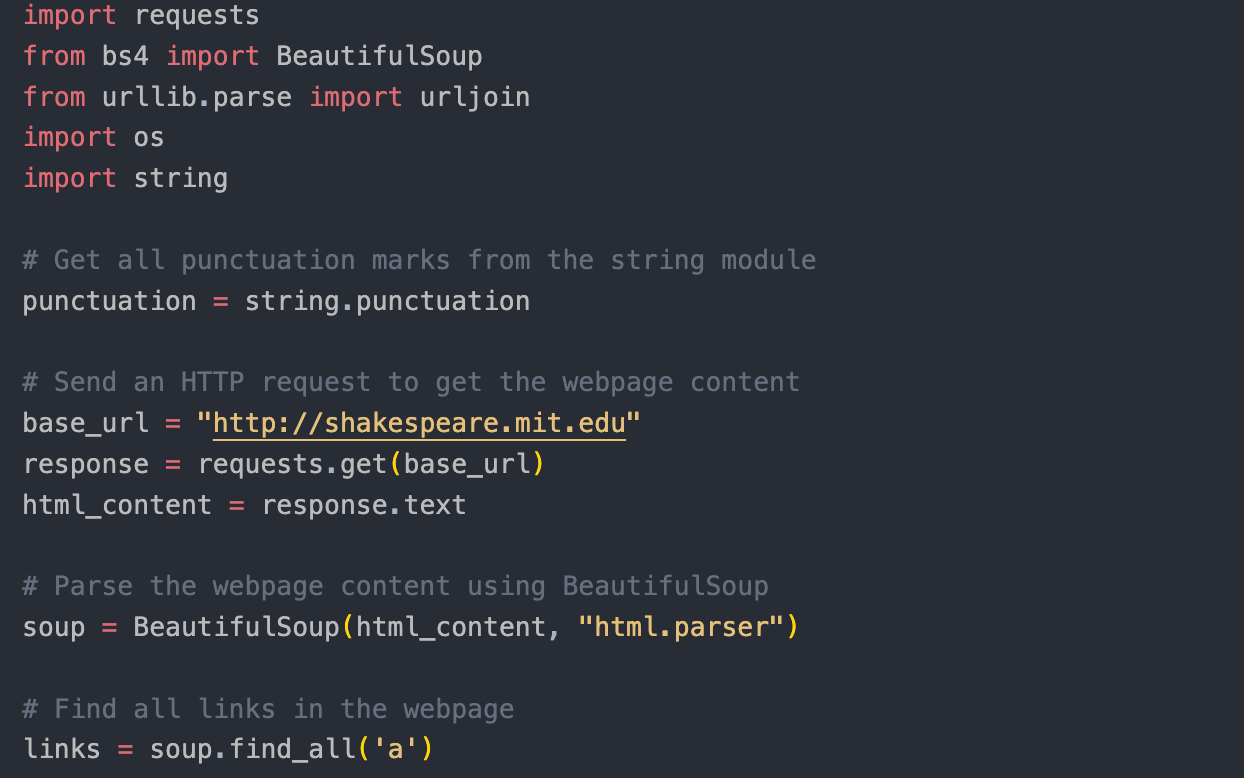 import requests
from bs4 import BeautifulSoup
from urllib.parse import urljoin
import os
import string
# Get all punctuation marks from the string module
punctuation = string.punctuation
# Send an HTTP request to get the webpage content
base_url = "http://shakespeare.mit.edu"
response = requests.get(base_url)
html_content = response.text
# Parse the webpage content using BeautifulSoup
soup = BeautifulSoup(html_content, "html.parser")
# Find all links in the webpage
links = soup.find_all('a')